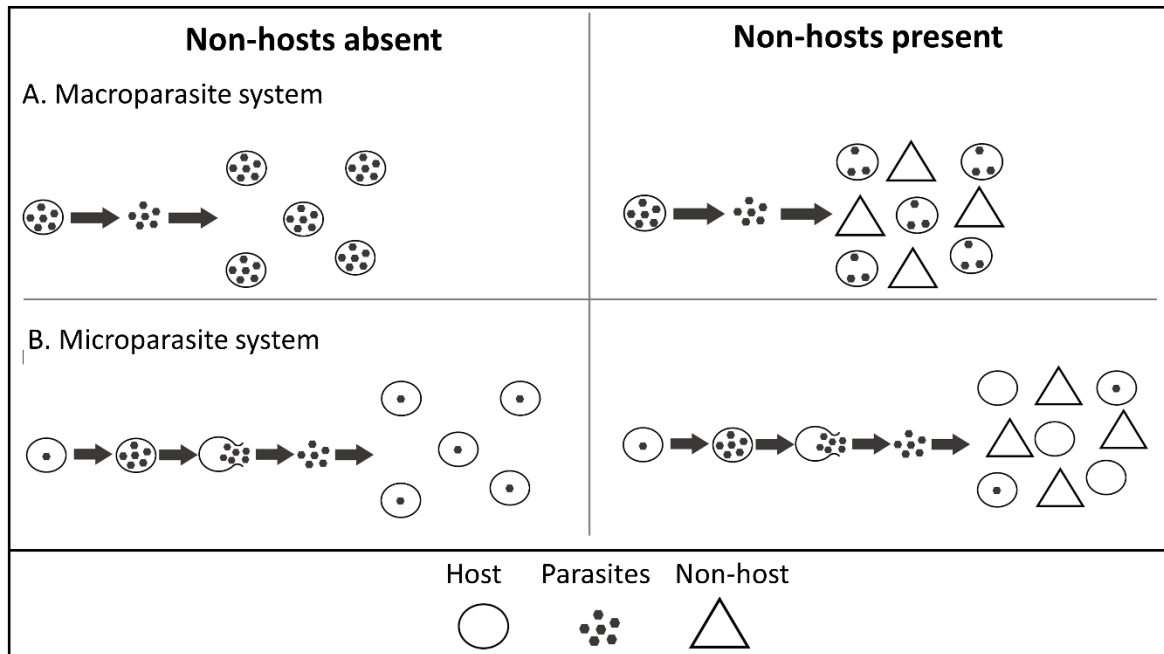 Non-hosts absent
Non-hosts present
A. Macroparasite system
B. Microparasite system
Host Parasites Non-host